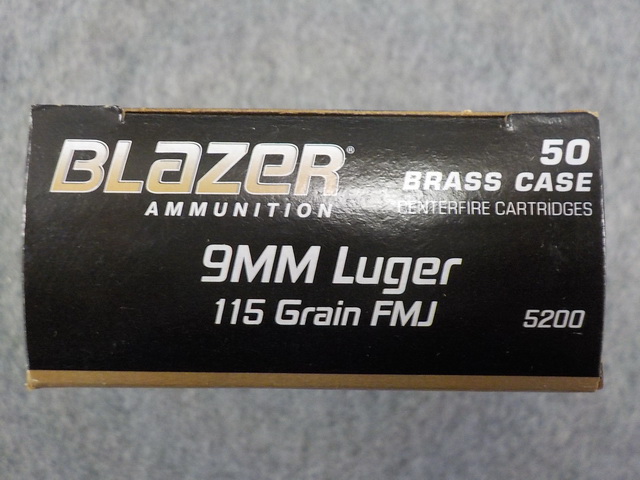 BLAZER®
AMMUNITION
50
BRASS CASE
CENTERFIRE CARTRIDGES
9MM Luger
115 Grain FMJ
5200